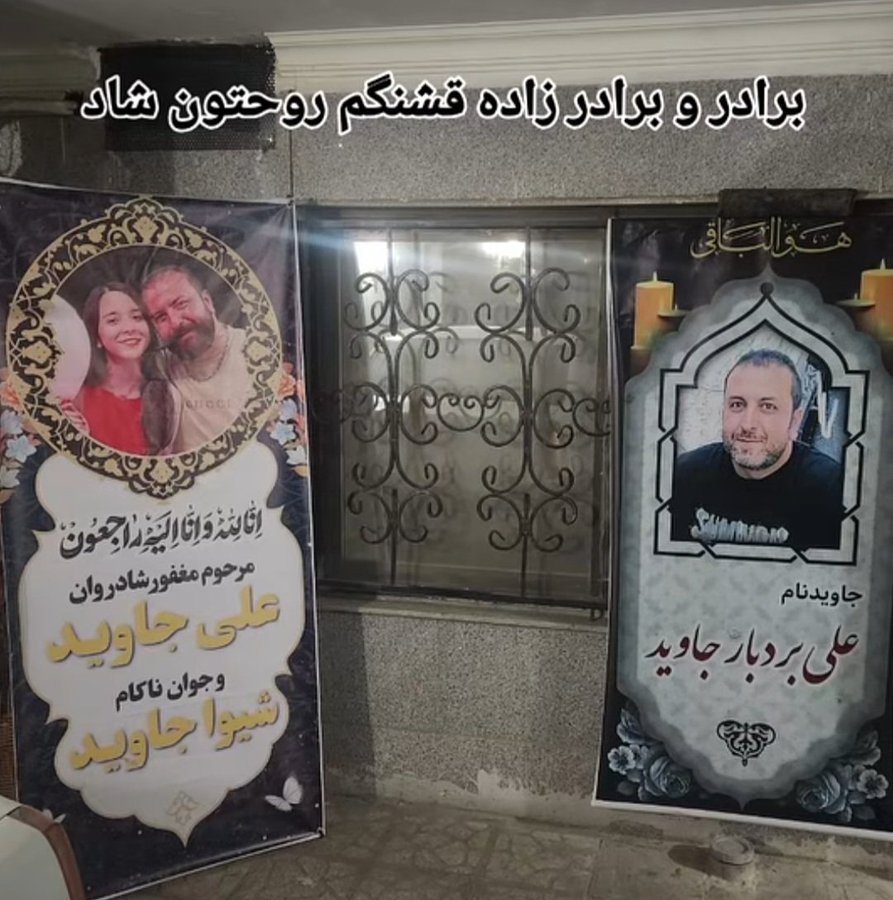 برادر و برادر زاده قشنگم روحتون شاد
انا لله و انا الیه راجعون
مرحوم مغفور شادروان
علی جاوید
و جوان ناکام
شیوا جاوید
هو الباقی
جاویدنام
علی بردبار جاوید